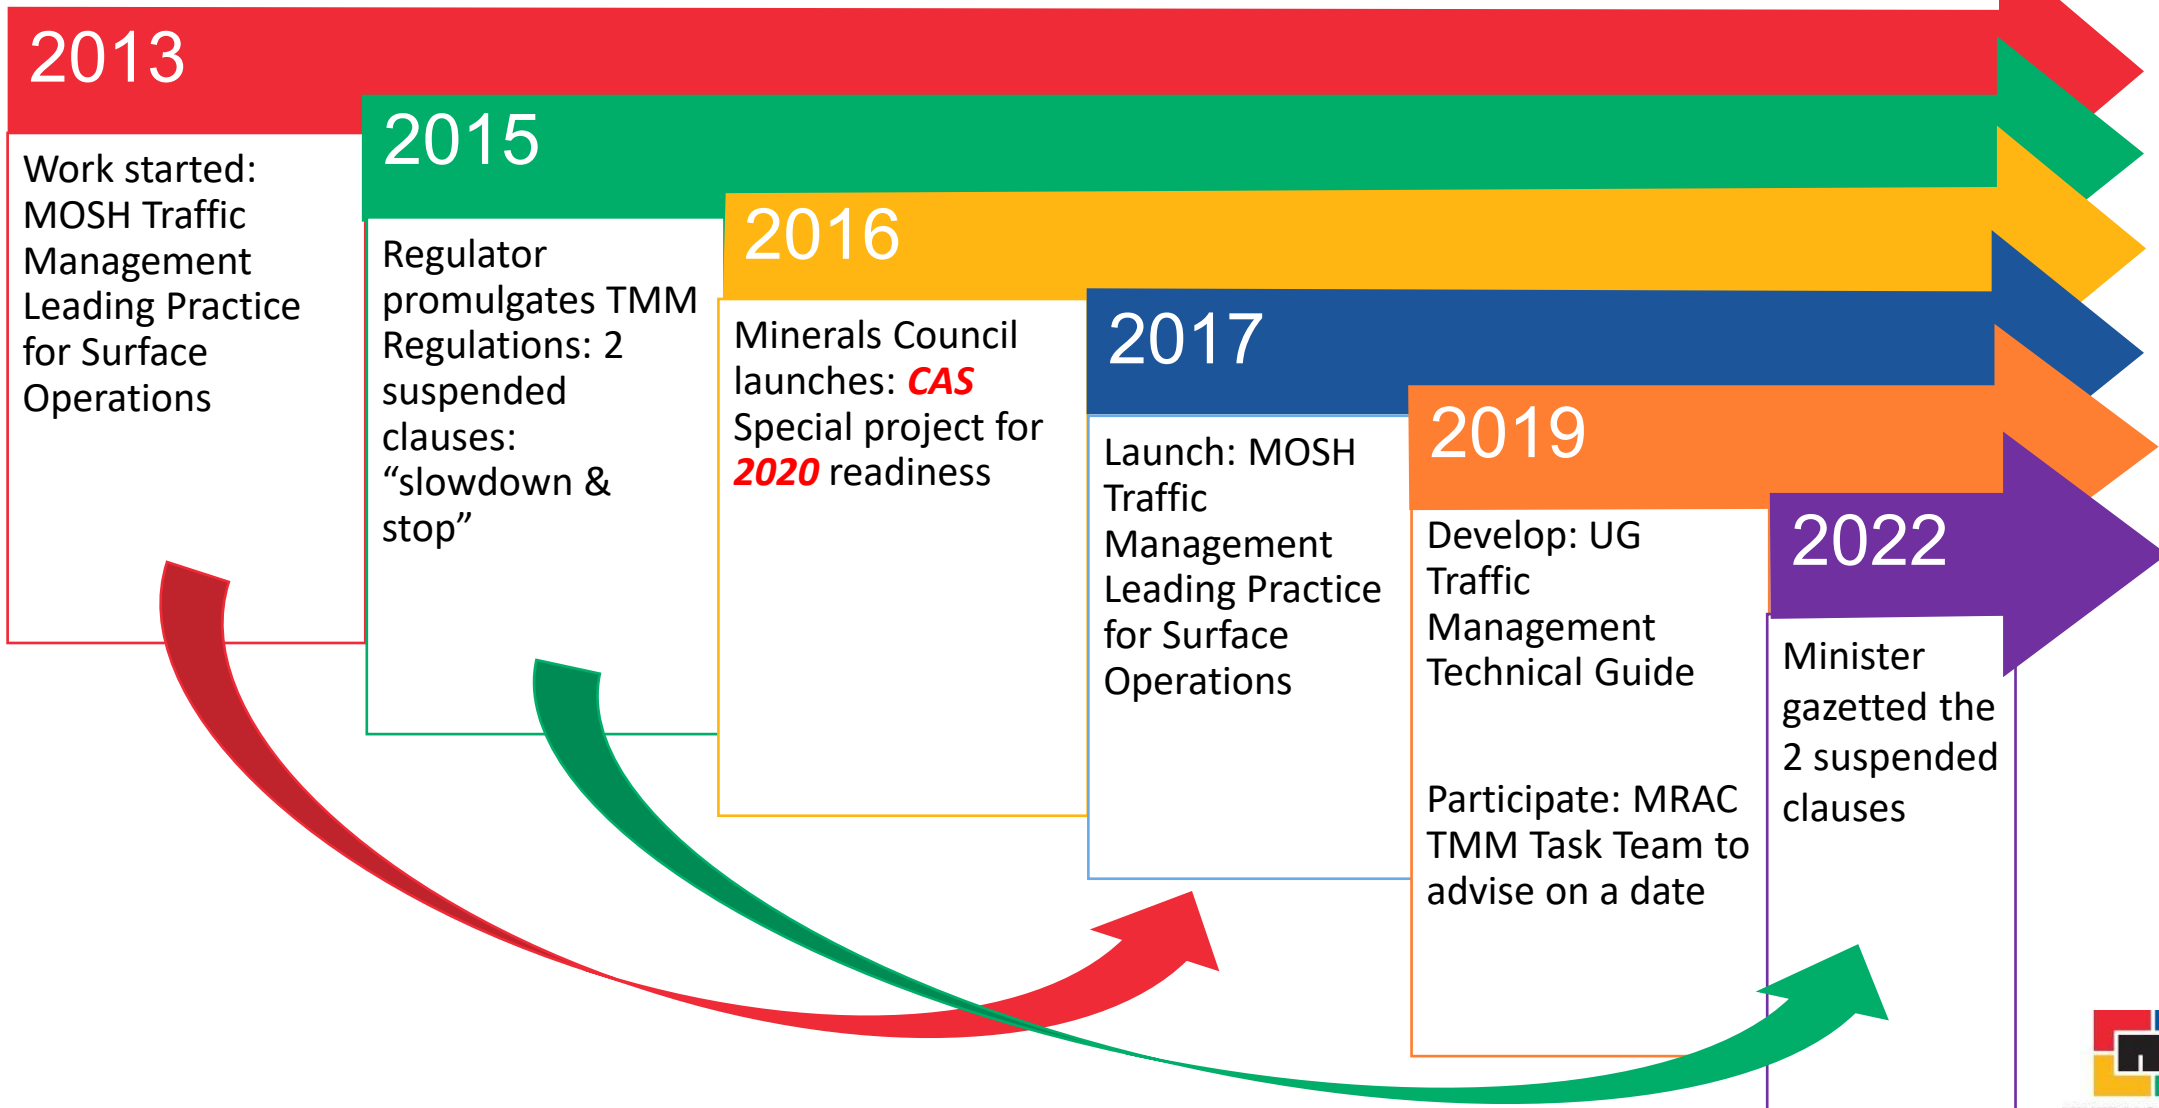 2013
Work started:
MOSH Traffic
Management
Leading Practice
for Surface
Operations
2015
Regulator
promulgates TMM
Regulations: 2
suspended
clauses:
“slowdown &
stop”
2016
Minerals Council
launches: CAS
Special project for
2020 readiness
2017
Launch: MOSH
Traffic
Management
Leading Practice
for Surface
Operations
2019
Develop: UG
Traffic
Management
Technical Guide
Participate: MRAC
TMM Task Team to
advise on a date
2022
Minister
gazetted the
2 suspended
clauses